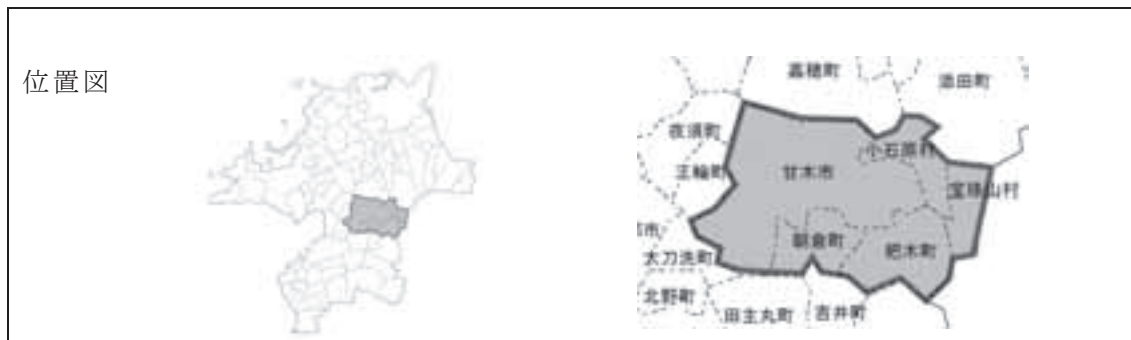 位置図
嘉穂町
添田町
夜須町
小石原村
三輪町
甘木市
宝珠山村
市
朝倉町
杷木町
大刀洗町
北野町
田主丸町
吉井町